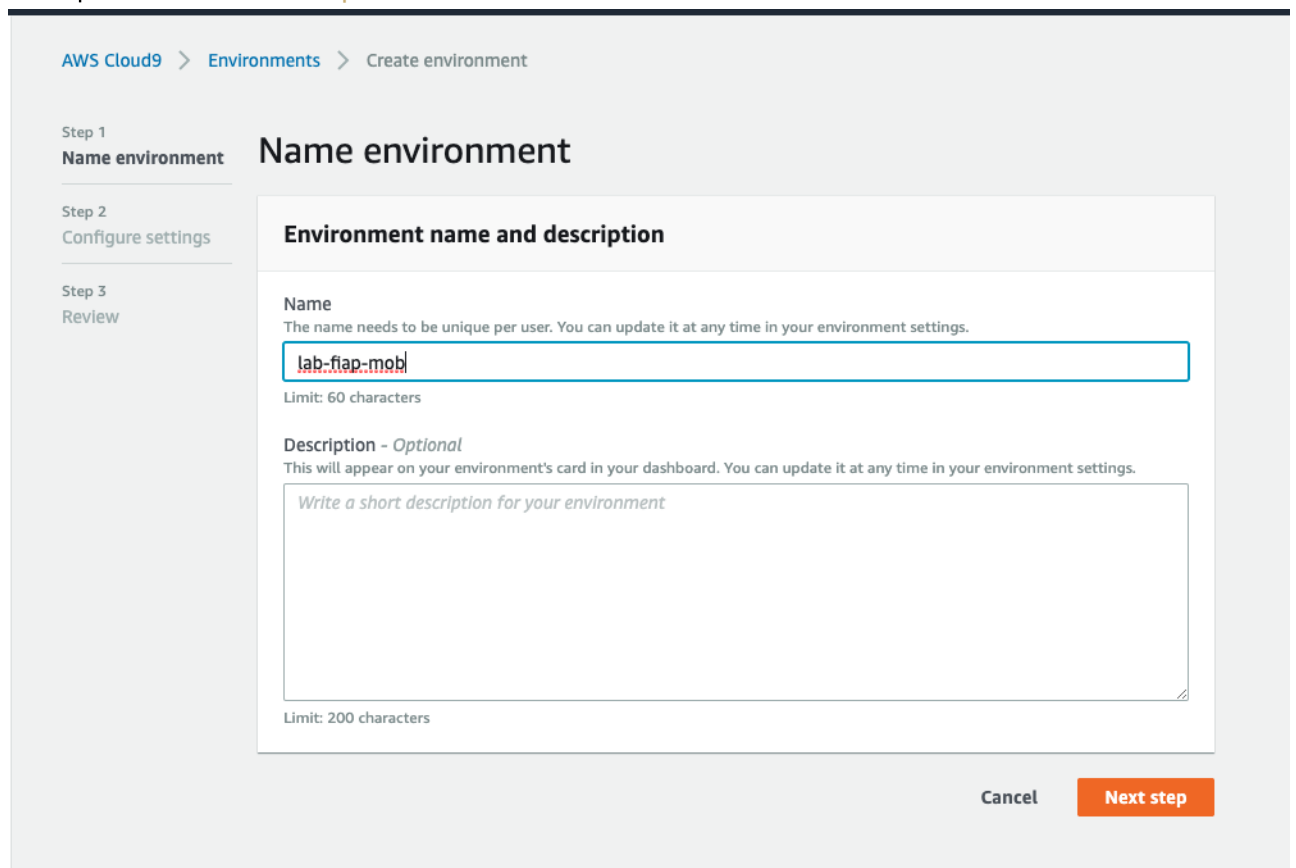 AWS Cloud9 > Environments > Create environment
Step 1
Name environment
Step 2
Configure settings
Step 3
Review
Name environment
Environment name and description
Name
The name needs to be unique per user. You can update it at any time in your environment settings.
lab-fiap-mob
Limit: 60 characters
Description - Optional
This will appear on your environment's card in your dashboard. You can update it at any time in your environment settings.
Write a short description for your environment
Limit: 200 characters
Cancel
Next step